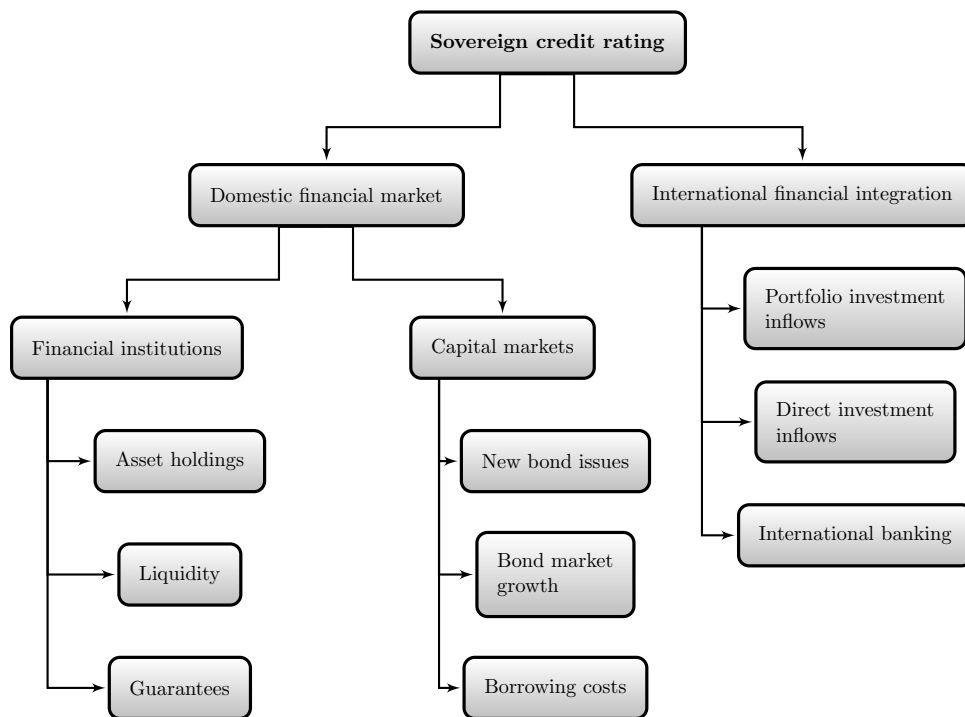 Sovereign credit rating
Domestic financial market
International financial integration
Financial institutions
Asset holdings
Liquidity
Guarantees
Capital markets
New bond issues
Bond market
growth
Borrowing costs
Portfolio investment
inflows
Direct investment
inflows
International banking